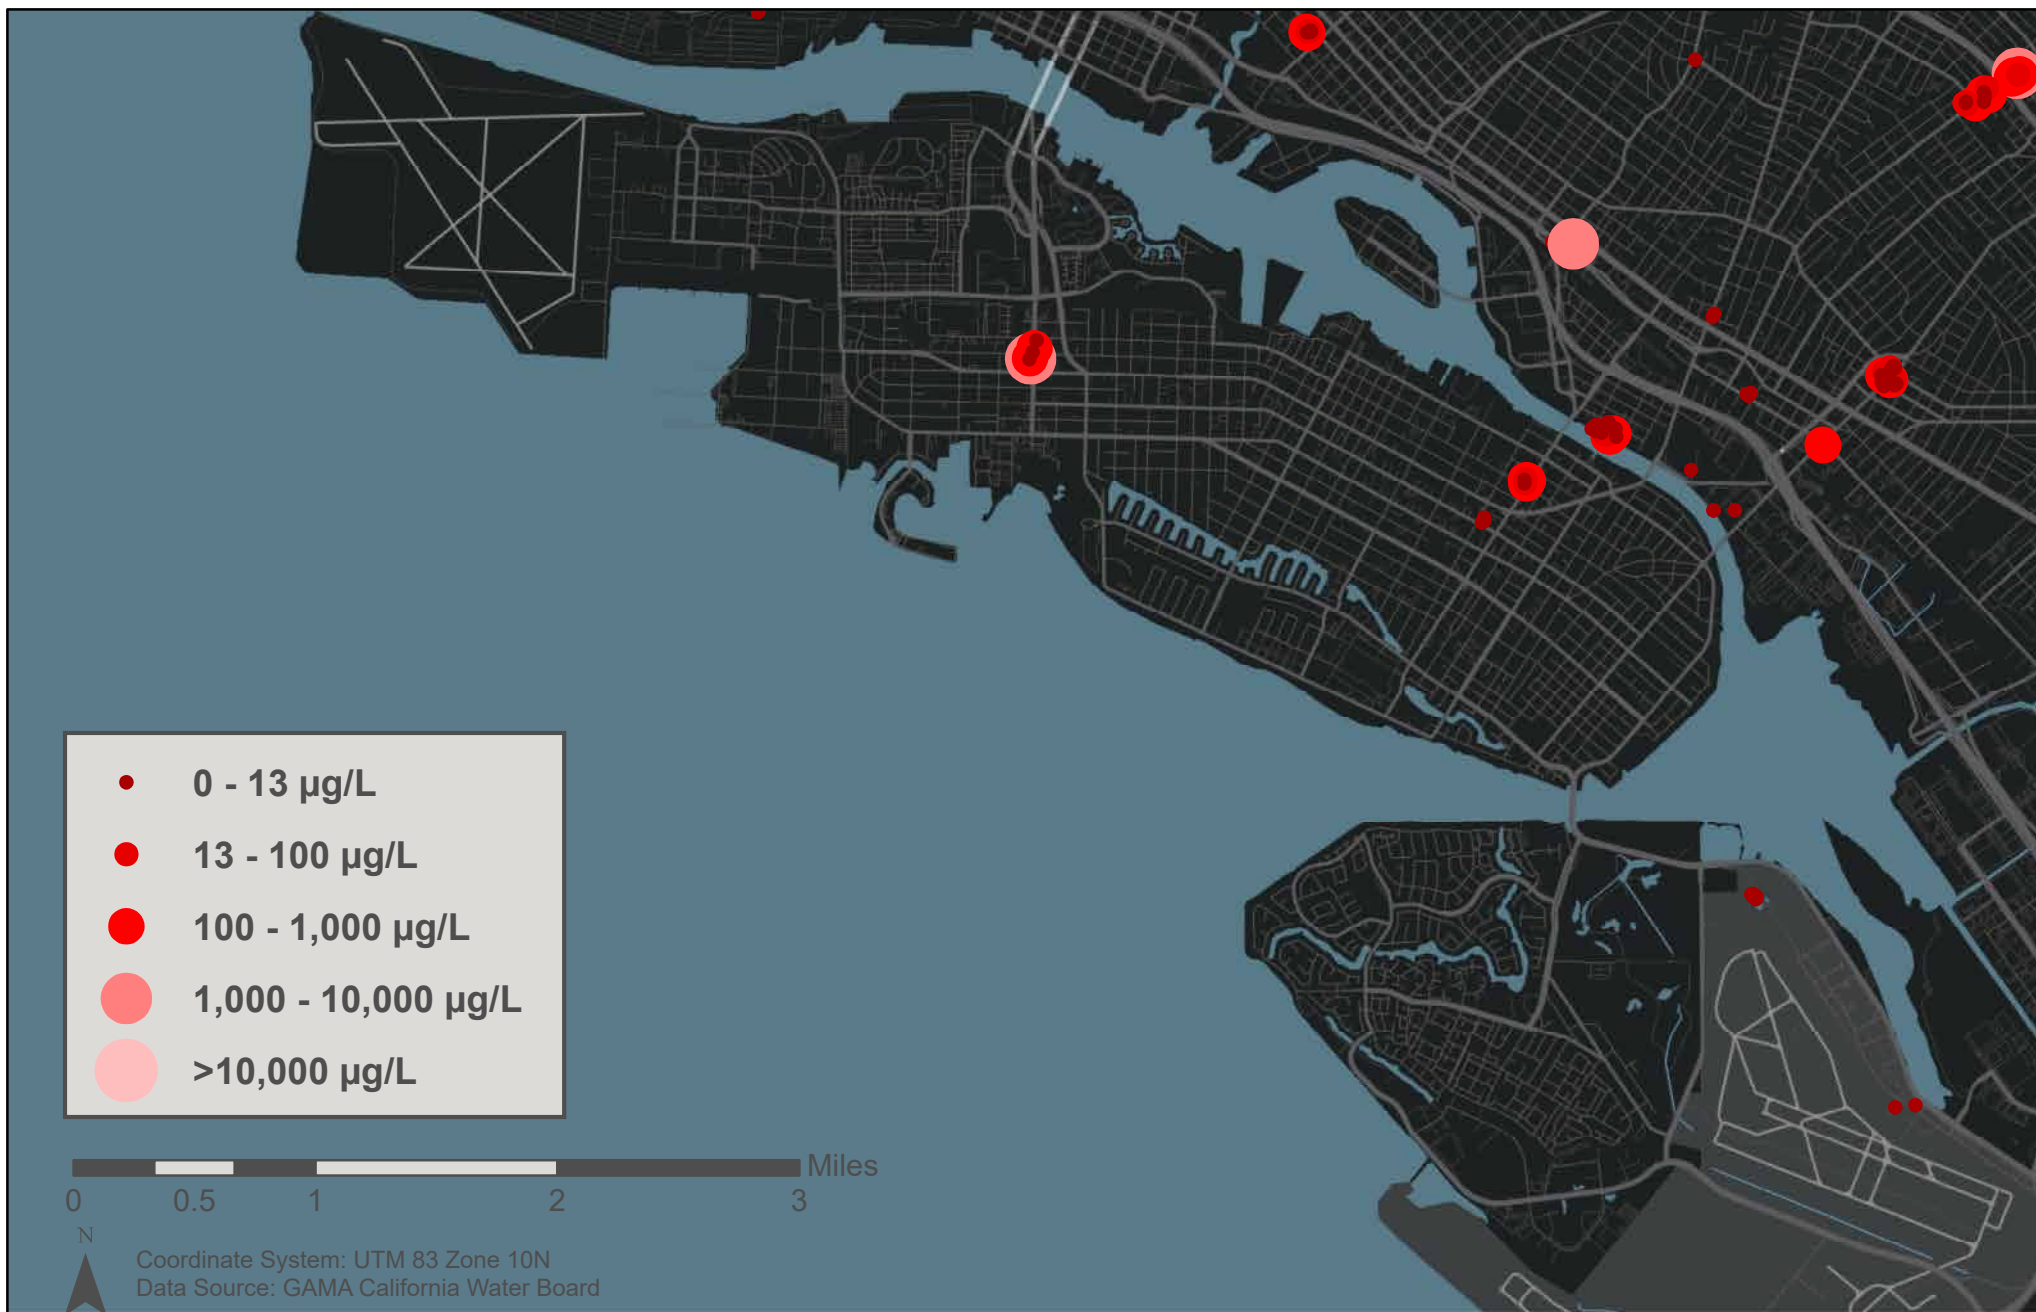 0 - 13 µg/L
13 - 100 µg/L
100 - 1,000 µg/L
1,000 - 10,000 µg/L
>10,000 µg/L
Miles
0 0.5 1 2 3
N
Coordinate System: UTM 83 Zone 10N
Data Source: GAMA California Water Board